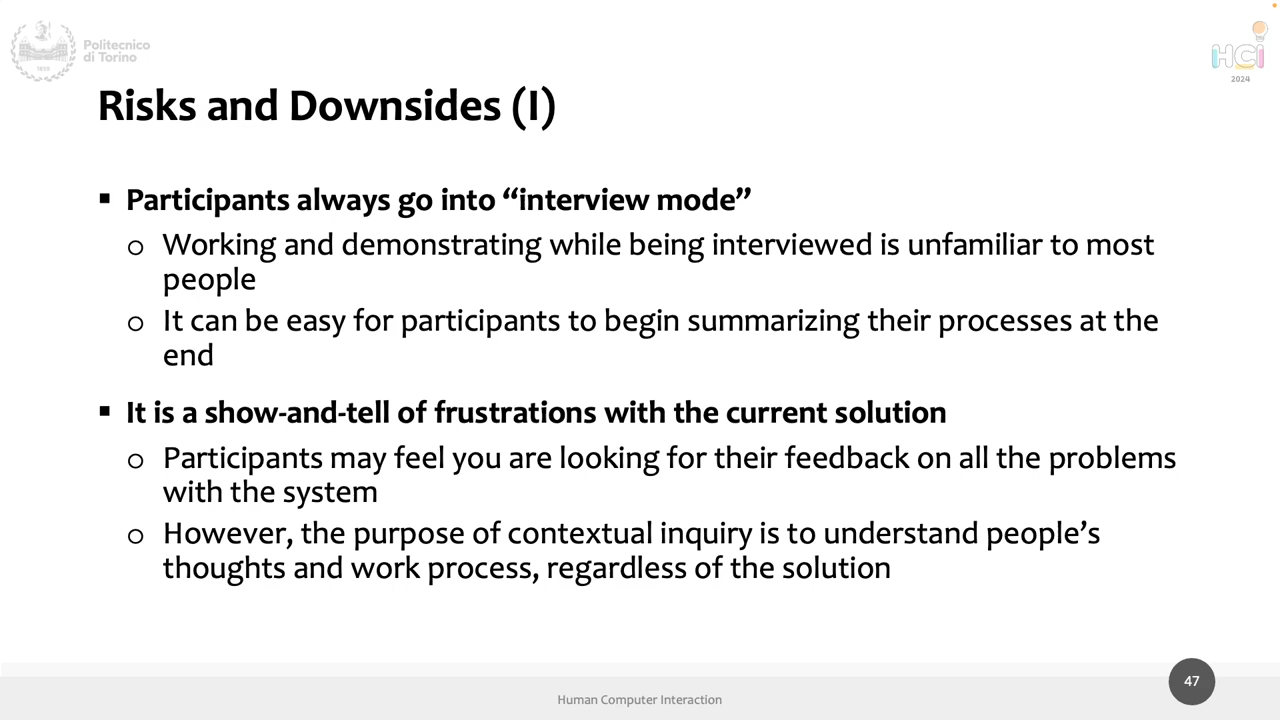 Politecnico
di Torino
1859
HCI
2024
Risks and Downsides (I)
▪ Participants always go into “interview mode”
o Working and demonstrating while being interviewed is unfamiliar to most
people
o It can be easy for participants to begin summarizing their processes at the
end
▪ It is a show-and-tell of frustrations with the current solution
o Participants may feel you are looking for their feedback on all the problems
with the system
o However, the purpose of contextual inquiry is to understand people’s
thoughts and work process, regardless of the solution
Human Computer Interaction
47